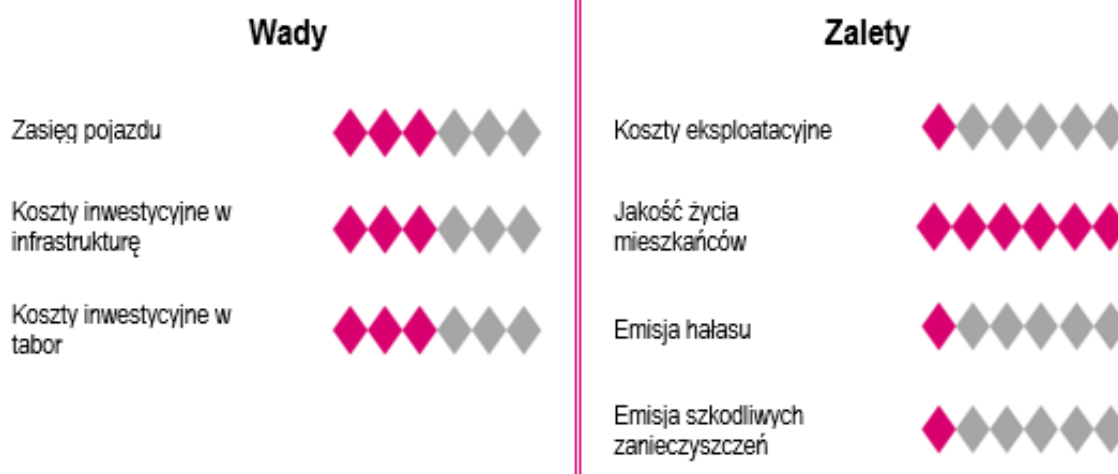 Wady
Zasięg pojazdu
Koszty inwestycyjne w
infrastrukturę
Koszty inwestycyjne w
tabor
Zalety
Koszty eksploatacyjne
Jakość życia
mieszkańców
Emisja hałasu
Emisja szkodliwych
zanieczyszczeń